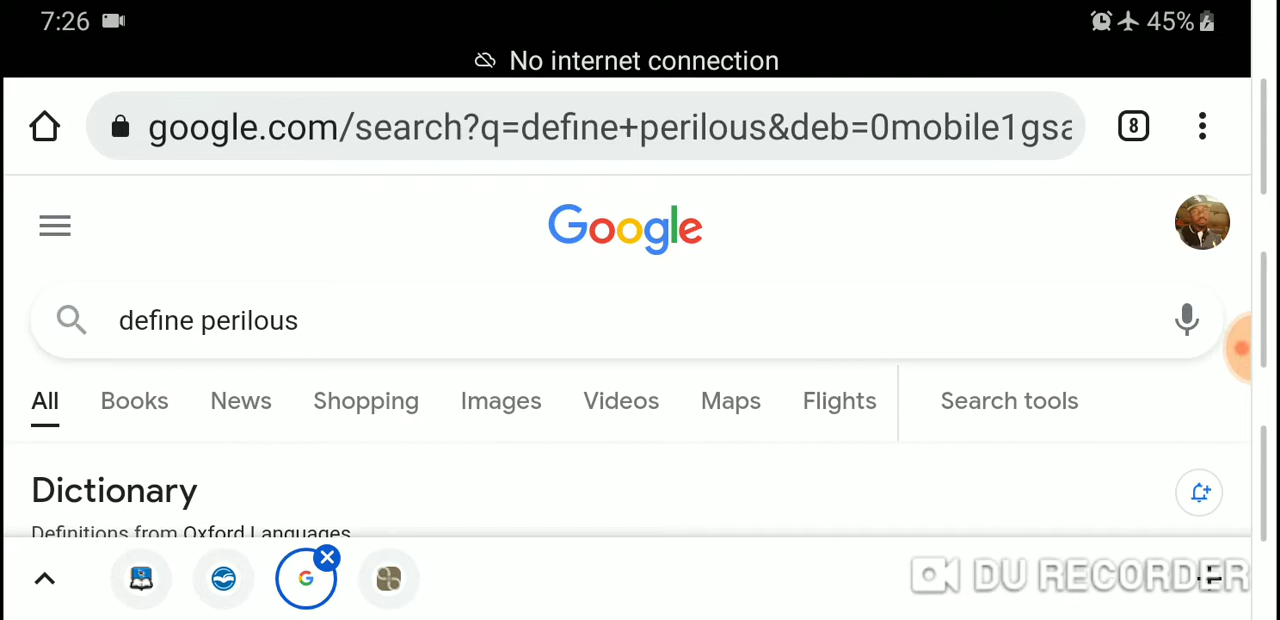 7:26 45%
No internet connection
google.com/search?q=define+perilous&deb=0mobile1gsa 8
Google
define perilous
All Books News Shopping Images Videos Maps Flights Search tools
Dictionary
Definitions from Oxford Languages
G
DU RECORDER